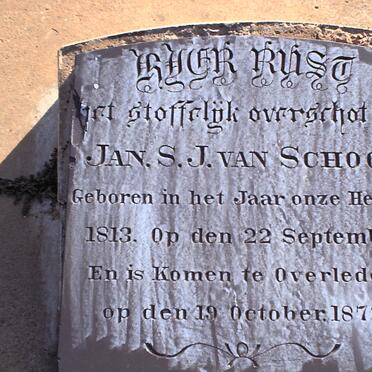 HIER RUST
Het stoffelyk overschot
JAN. S. J. VAN SCHOO
Geboren in het Jaar onze He
1813. Op den 22 Septemb
En is Komen te Overlede
op den 19 October. 187